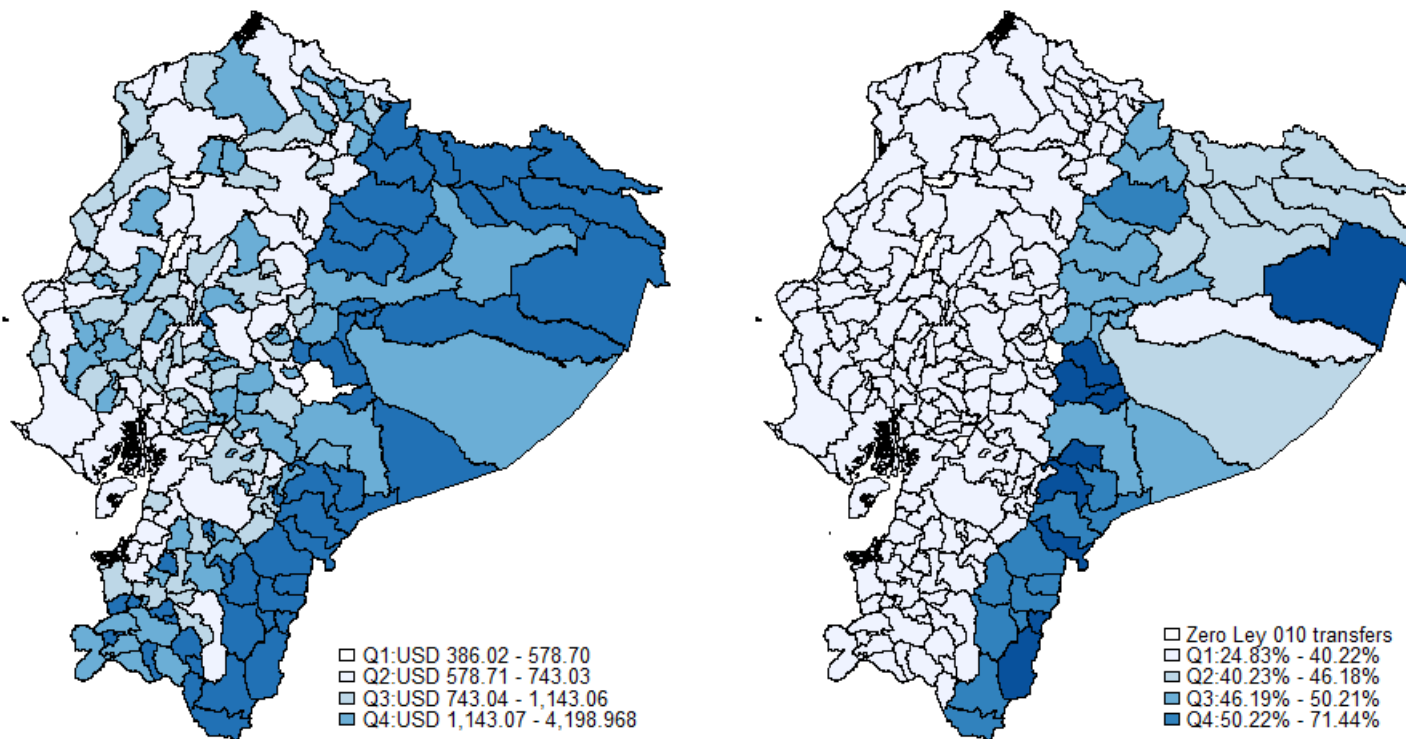 Q1:USD 386.02 - 578.70
Q2:USD 578.71 - 743.03
Q3:USD 743.04 - 1,143.06
Q4:USD 1,143.07 - 4,198.968
Zero Ley 010 transfers
Q1:24.83% - 40.22%
Q2:40.23% - 46.18%
Q3:46.19% - 50.21%
Q4:50.22% - 71.44%